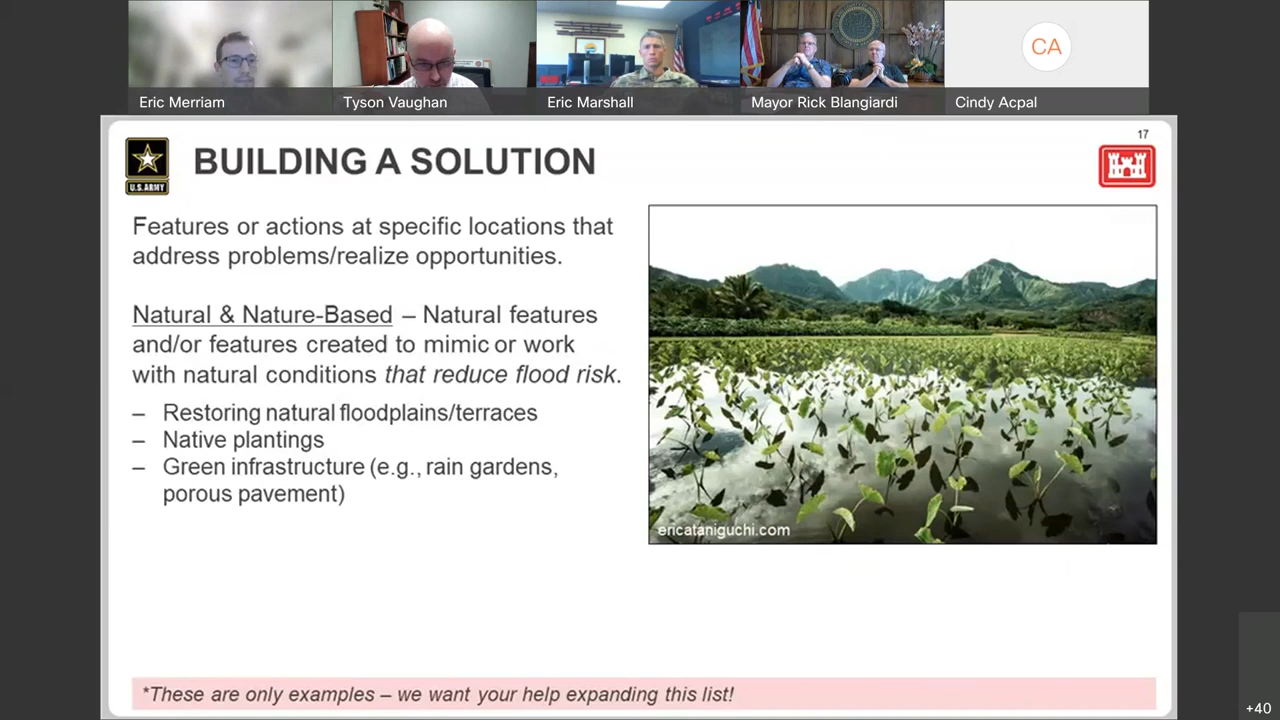 Eric Merriam
Tyson Vaughan
Eric Marshall
Mayor Rick Blangiardi
CA
Cindy Acpal
17
U.S. ARMY
BUILDING A SOLUTION
Features or actions at specific locations that
address problems/realize opportunities.
Natural & Nature-Based – Natural features
and/or features created to mimic or work
with natural conditions that reduce flood risk.
– Restoring natural floodplains/terraces
– Native plantings
– Green infrastructure (e.g., rain gardens,
porous pavement)
ericataniguchi.com
*These are only examples – we want your help expanding this list!
+40